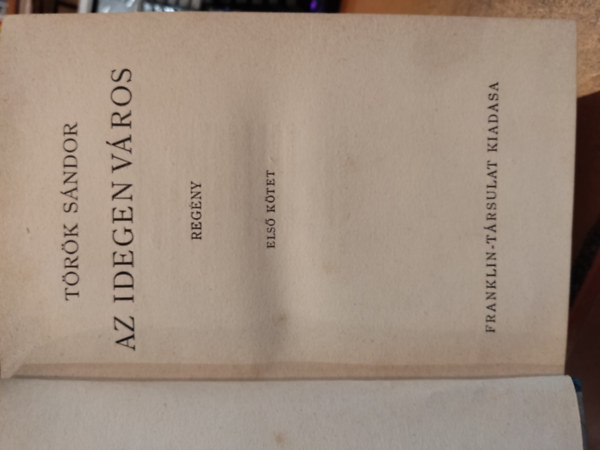 TÖRÖK SÁNDOR
AZ IDEGEN VÁROS
REGÉNY
ELSŐ KÖTET
FRANKLIN-TÁRSULAT KIADÁSA